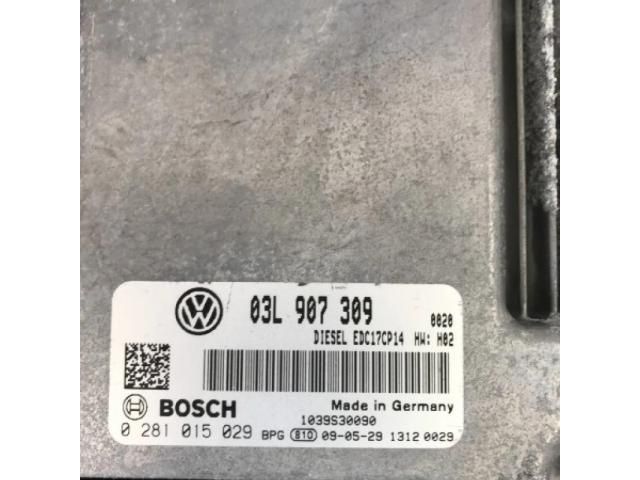 03L 907 309
0020
DIESEL EDC17CP14 HW: H02
BOSCH
Made in Germany
1039S30090
0 281 015 029 BPG 810 09-05-29 1312 0029